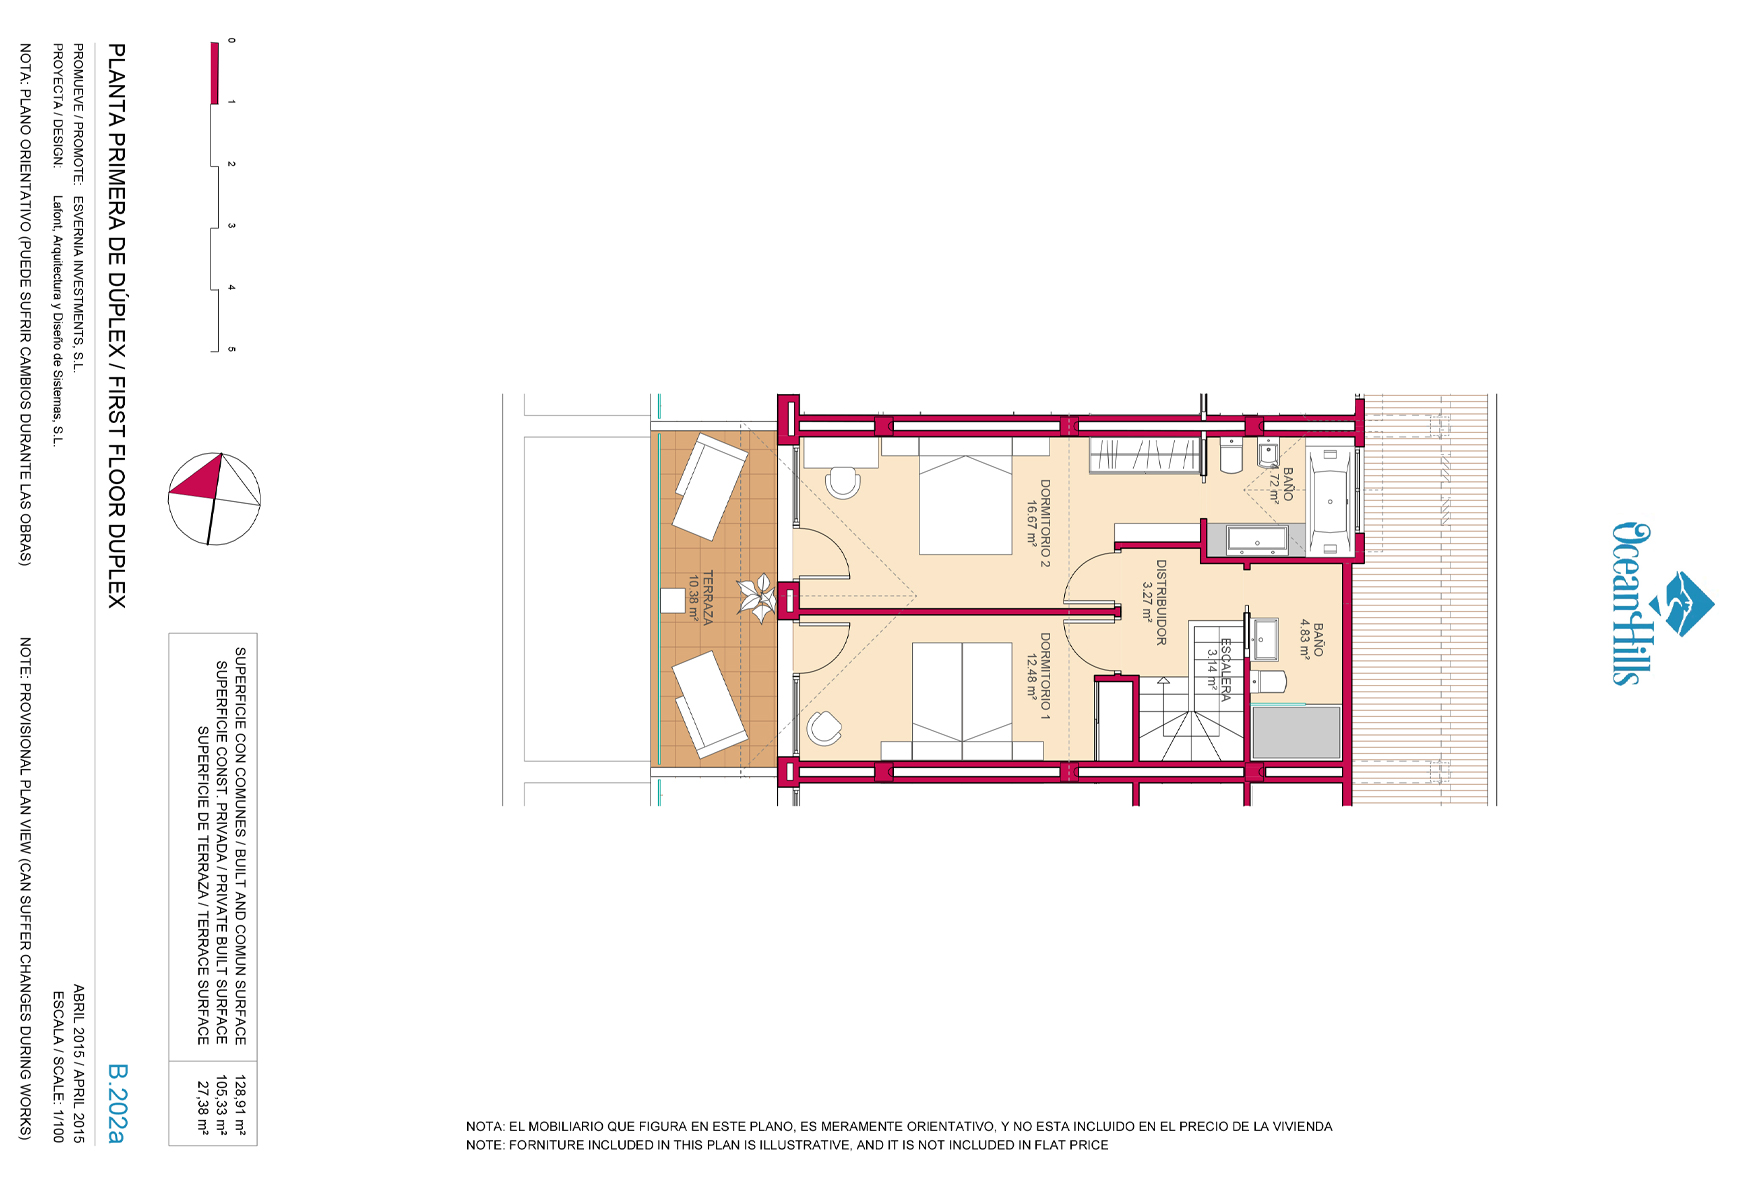 Ocean Hills
BAÑO
4.83 m²
BAÑO
.72 m²
ESCALERA
3.14 m²
DISTRIBUIDOR
3.27 m²
DORMITORIO 2
16.67 m²
DORMITORIO 1
12.48 m²
TERRAZA
10.38 m²
0
1
2
3
4
5
SUPERFICIE CON COMUNES / BUILT AND COMUN SURFACE 128,91 m²
SUPERFICIE CONST. PRIVADA / PRIVATE BUILT SURFACE 105,33 m²
SUPERFICIE DE TERRAZA / TERRACE SURFACE 27,38 m²
PLANTA PRIMERA DE DÚPLEX / FIRST FLOOR DUPLEX
B.202a
PROMUEVE / PROMOTE: ESVERNIA INVESTMENTS, S.L.
ABRIL 2015 / APRIL 2015
PROYECTA / DESIGN: Lafont, Arquitectura y Diseño de Sistemas, S.L.
ESCALA / SCALE: 1/100
NOTA: PLANO ORIENTATIVO (PUEDE SUFRIR CAMBIOS DURANTE LAS OBRAS)
NOTE: PROVISIONAL PLAN VIEW (CAN SUFFER CHANGES DURING WORKS)
NOTA: EL MOBILIARIO QUE FIGURA EN ESTE PLANO, ES MERAMENTE ORIENTATIVO, Y NO ESTA INCLUIDO EN EL PRECIO DE LA VIVIENDA
NOTE: FORNITURE INCLUDED IN THIS PLAN IS ILLUSTRATIVE, AND IT IS NOT INCLUDED IN FLAT PRICE